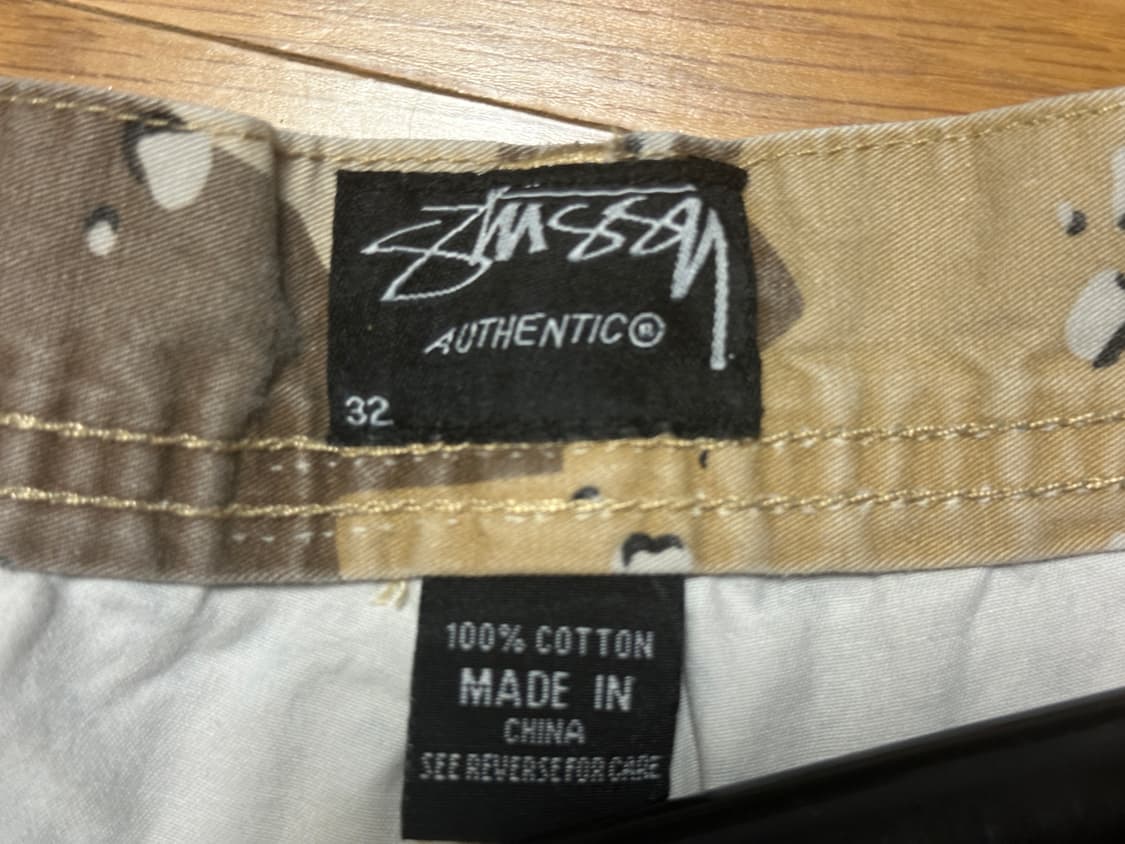 Stüssy
AUTHENTIC®
32
100% COTTON
MADE IN
CHINA
SEE REVERSE FOR CARE